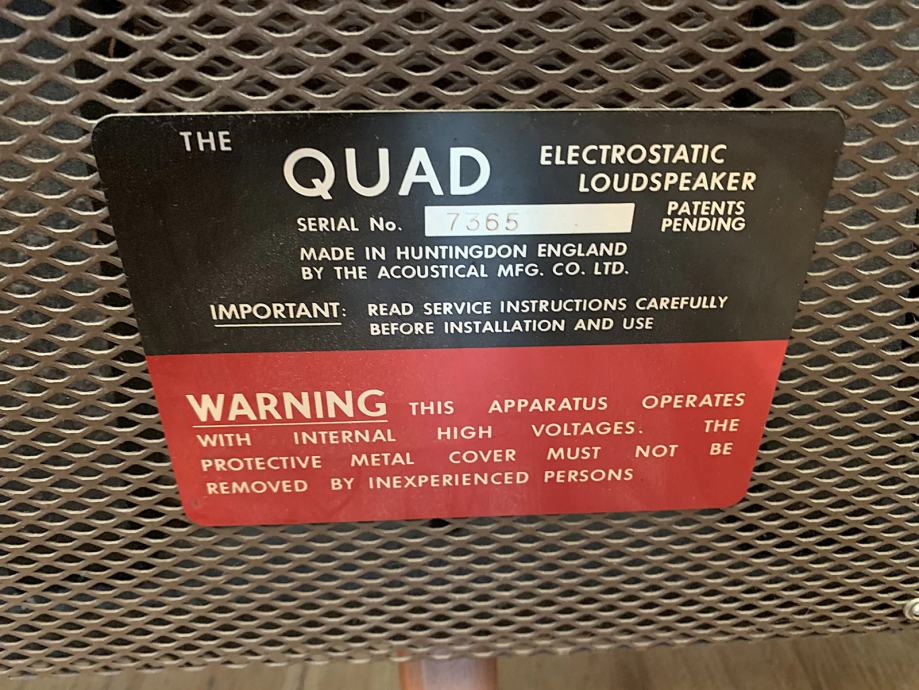 THE QUAD ELECTROSTATIC
LOUDSPEAKER
SERIAL No. 7365 PATENTS
PENDING
MADE IN HUNTINGDON ENGLAND
BY THE ACOUSTICAL MFG. CO. LTD.
IMPORTANT: READ SERVICE INSTRUCTIONS CAREFULLY
BEFORE INSTALLATION AND USE
WARNING THIS APPARATUS OPERATES
WITH INTERNAL HIGH VOLTAGES. THE
PROTECTIVE METAL COVER MUST NOT BE
REMOVED BY INEXPERIENCED PERSONS